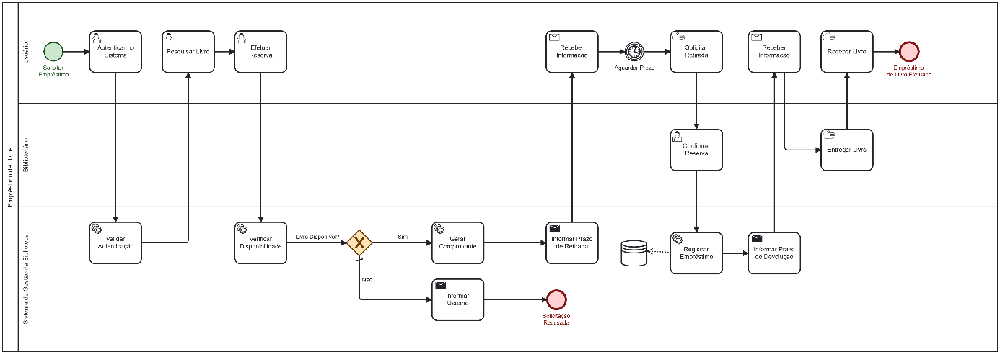 Empréstimo de Livros
Usuário
Solicitar
Empréstimo
Autenticar no
Sistema
Pesquisar Livro
Efetuar
Reserva
Receber
Informação
Aguardar Prazo
Solicitar
Retirada
Receber
Informação
Receber Livro
Empréstimo
de Livro Efetuado
Bibliotecário
Confirmar
Reserva
Entregar Livro
Sistema de Gestão da Biblioteca
Validar
Autenticação
Verificar
Disponibilidade
Livro Disponível?
Sim
Gerar
Comprovante
Informar Prazo
de Retirada
Registrar
Empréstimo
Informar Prazo
de Devolução
Não
Informar
Usuário
Solicitação
Recusada